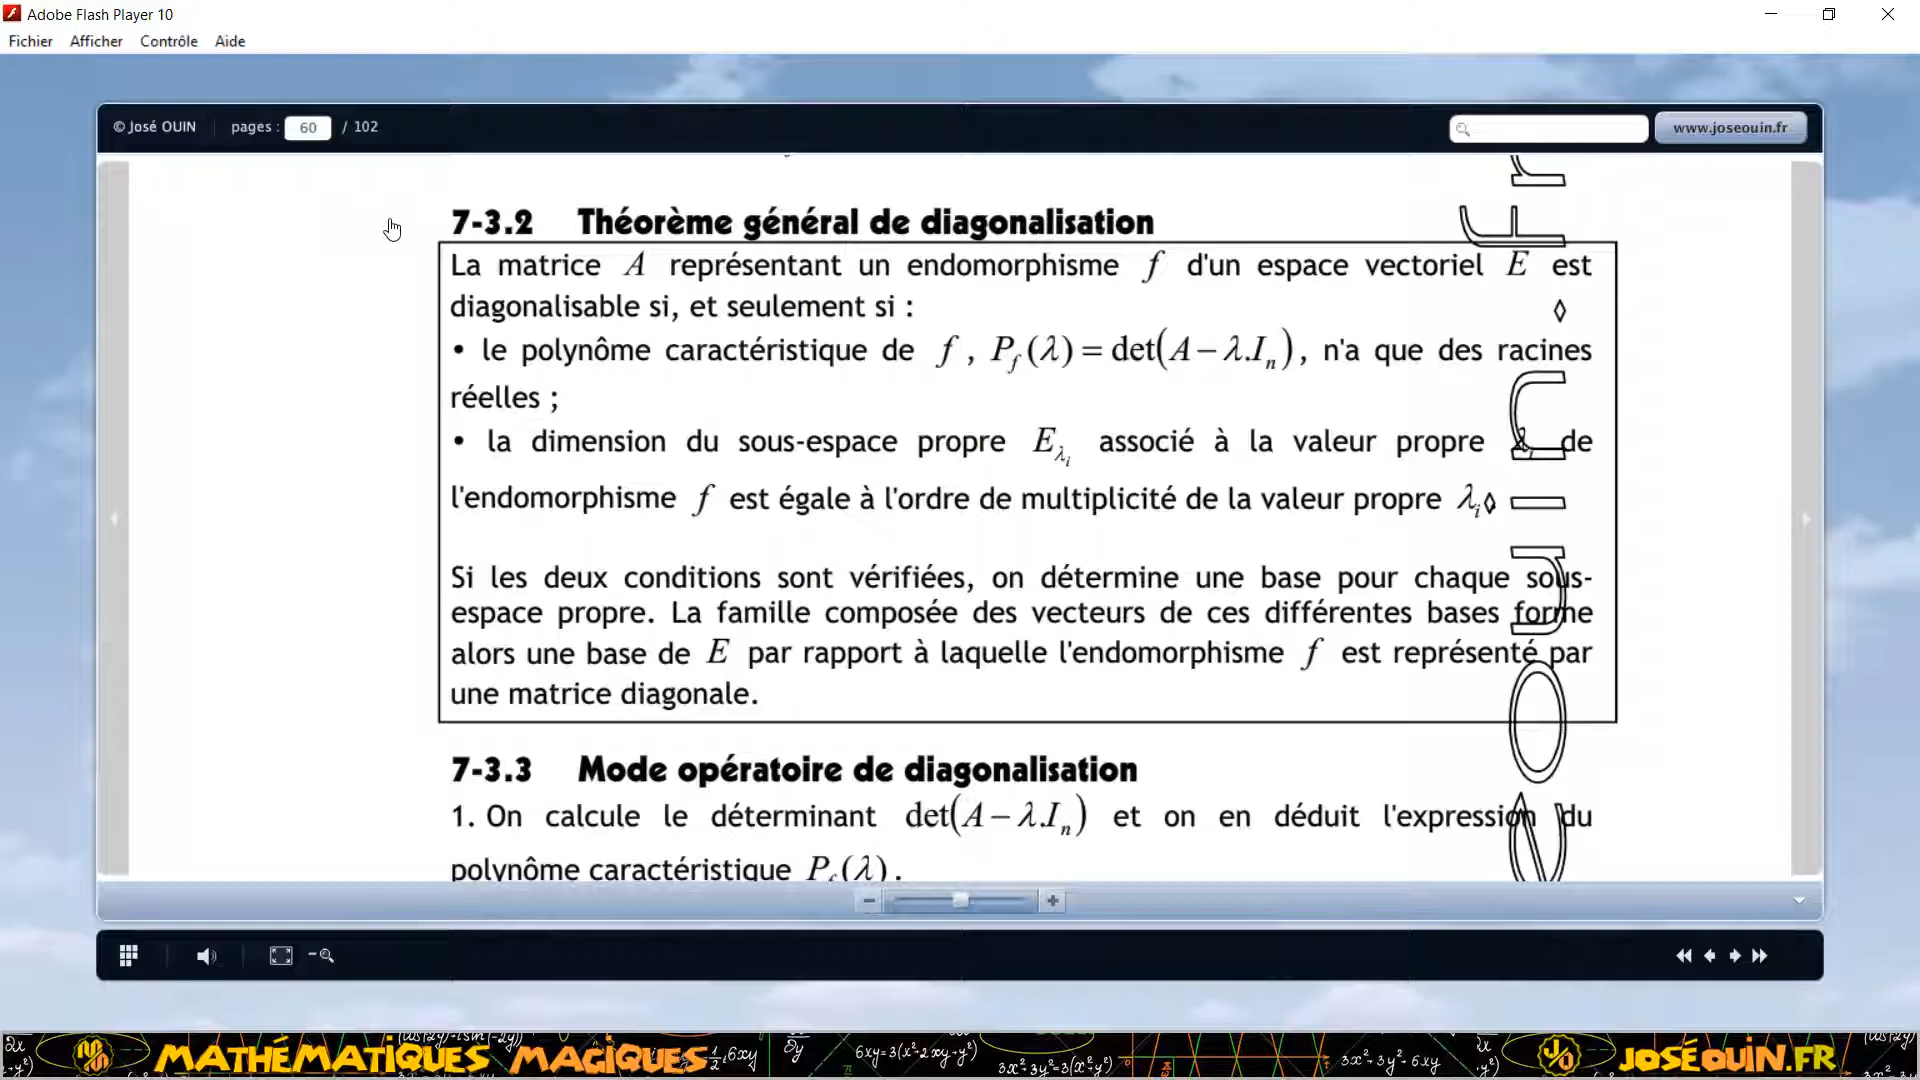 Adobe Flash Player 10
Fichier Afficher Contrôle Aide
© José OUIN pages : 60 / 102 www.joseouin.fr
7-3.2 Théorème général de diagonalisation
La matrice A représentant un endomorphisme f d'un espace vectoriel E est
diagonalisable si, et seulement si :
• le polynôme caractéristique de f , P_f(λ) = det(A − λ.I_n), n'a que des racines
réelles ;
• la dimension du sous-espace propre E_{λ_i} associé à la valeur propre λ_i de
l'endomorphisme f est égale à l'ordre de multiplicité de la valeur propre λ_i◊
Si les deux conditions sont vérifiées, on détermine une base pour chaque sous-
espace propre. La famille composée des vecteurs de ces différentes bases forme
alors une base de E par rapport à laquelle l'endomorphisme f est représenté par
une matrice diagonale.
7-3.3 Mode opératoire de diagonalisation
1. On calcule le déterminant det(A − λ.I_n) et on en déduit l'expression du
polynôme caractéristique P_f(λ) .
MATHÉMATIQUES MAGIQUES JOSÉOUIN.FR